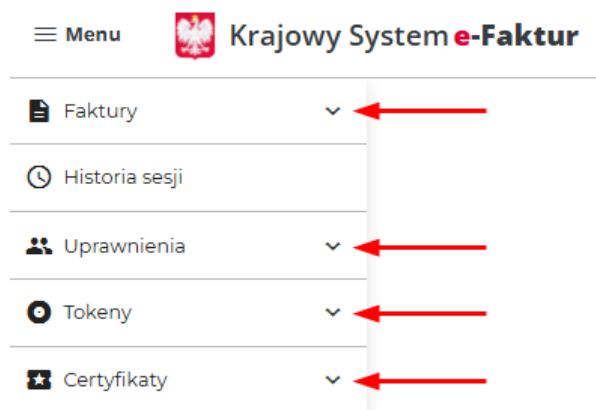 Menu
Krajowy System e-Faktur
Faktury
Historia sesji
Uprawnienia
Tokeny
Certyfikaty